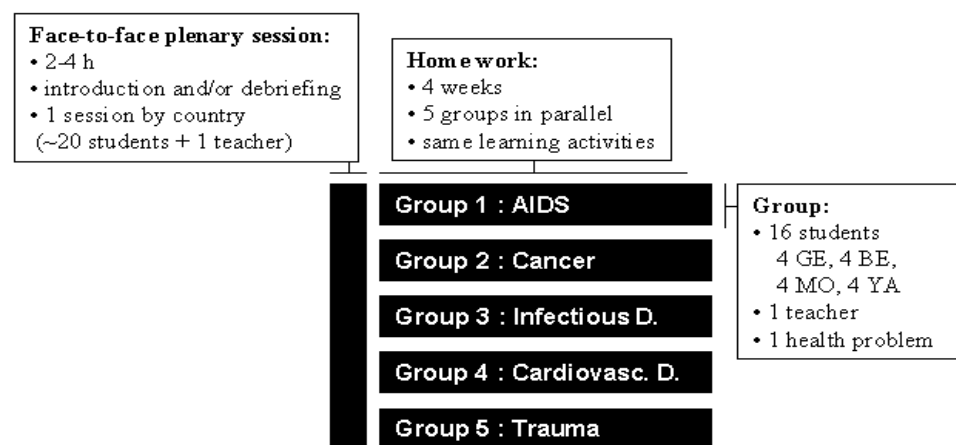 Face-to-face plenary session:
• 2-4 h
• introduction and/or debriefing
• 1 session by country
(~20 students + 1 teacher)
Homework:
• 4 weeks
• 5 groups in parallel
• same learning activities
Group 1 : AIDS
Group 2 : Cancer
Group 3 : Infectious D.
Group 4 : Cardiovasc. D.
Group 5 : Trauma
Group:
• 16 students
4 GE, 4 BE,
4 MO, 4 YA
• 1 teacher
• 1 health problem